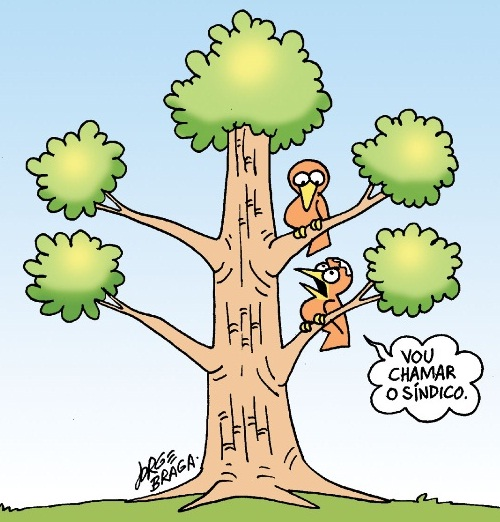 VOU
CHAMAR
O SÍNDICO.
JORGE
BRAGA.